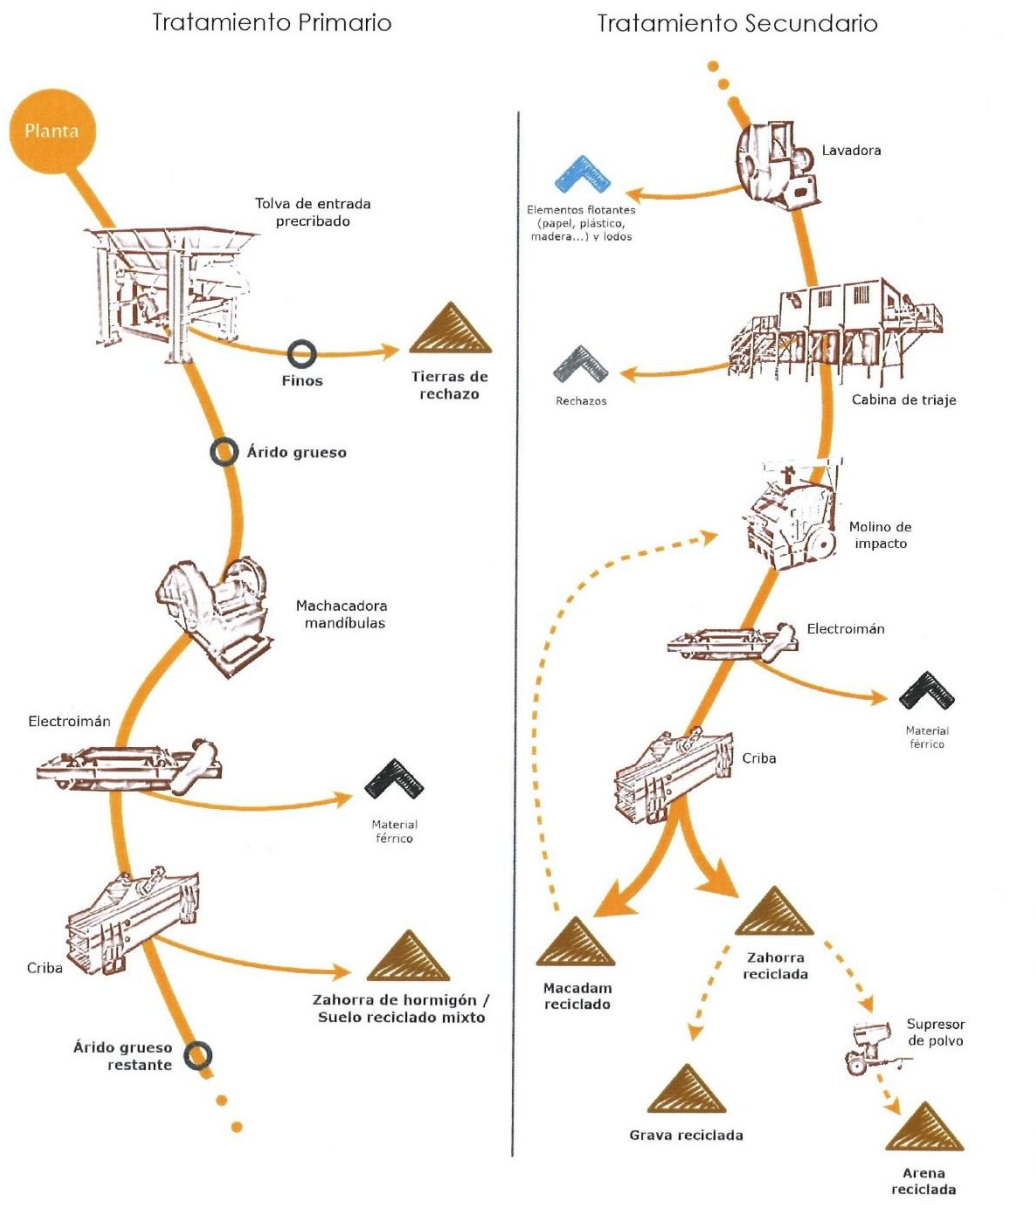 Tratamiento Primario
Planta
Tolva de entrada
precribado
Finos
Tierras de
rechazo
Árido grueso
Machacadora
mandíbulas
Electroimán
Material
férrico
Criba
Zahorra de hormigón /
Suelo reciclado mixto
Árido grueso
restante
Tratamiento Secundario
Lavadora
Elementos flotantes
(papel, plástico,
madera...) y lodos
Cabina de triaje
Rechazos
Molino de
impacto
Electroimán
Material
férrico
Criba
Macadam
reciclado
Zahorra
reciclada
Supresor
de polvo
Grava reciclada
Arena
reciclada